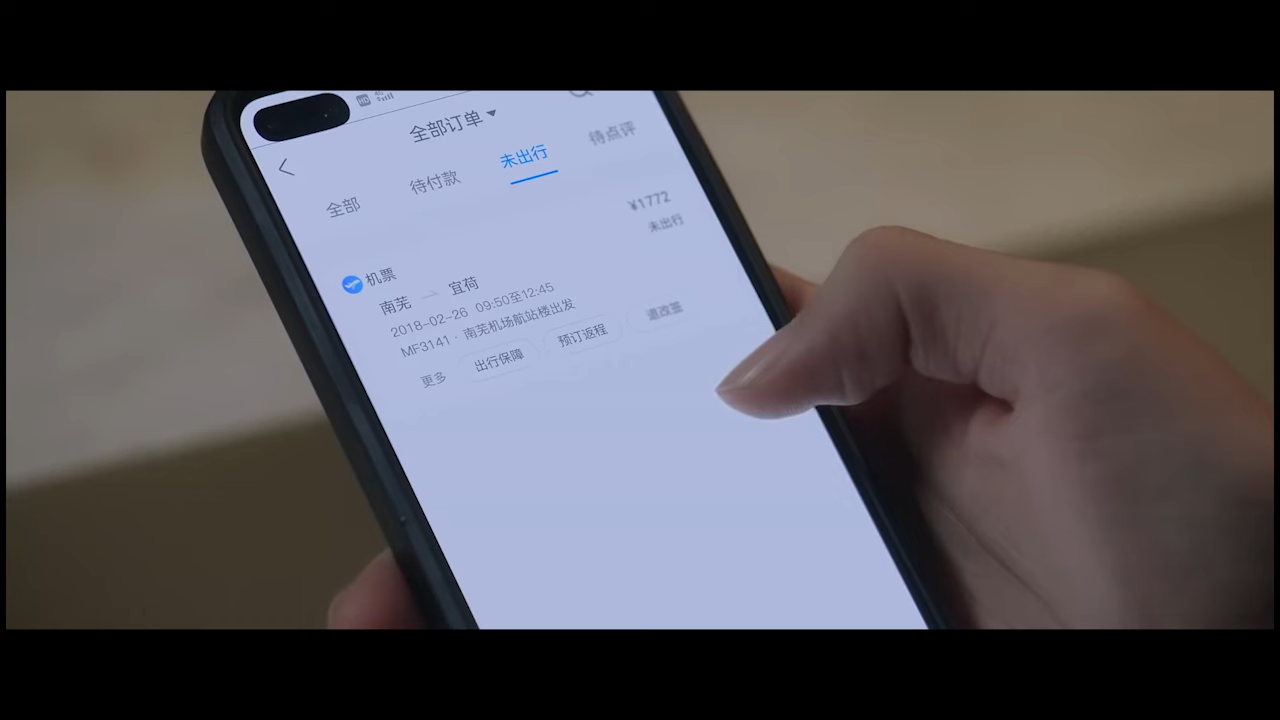 全部订单
全部 待付款 未出行 待点评
¥1772
未出行
机票
南芜 宜荷
2018-02-26 09:50至12:45
MF3141 · 南芜机场航站楼出发
更多 出行保障 预订返程 退改签